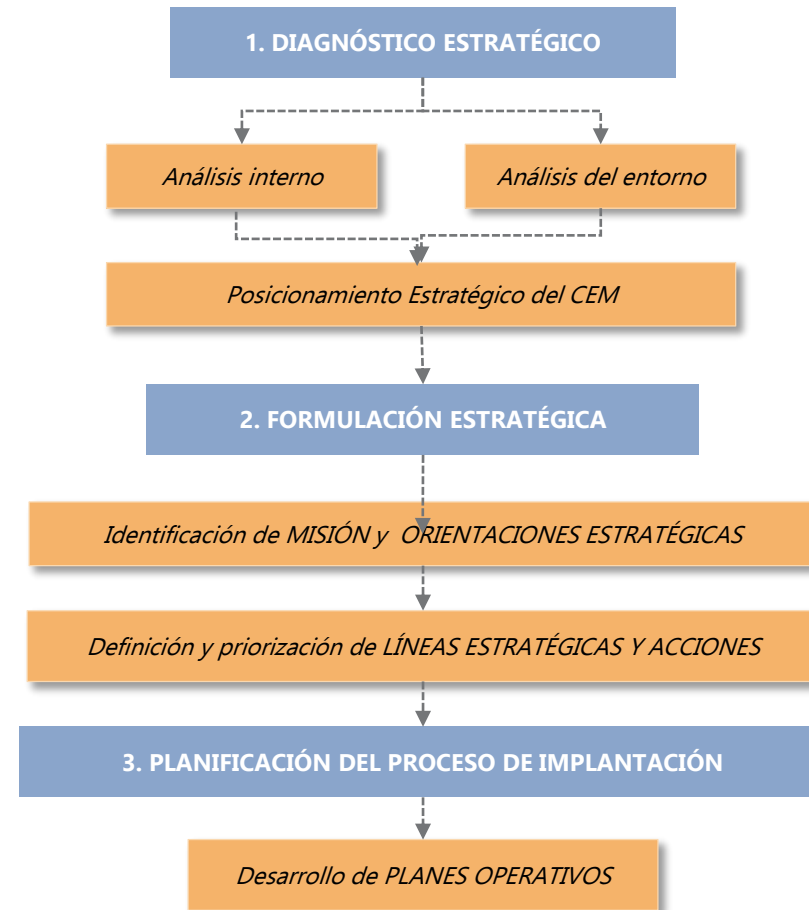 1. DIAGNÓSTICO ESTRATÉGICO
Análisis interno
Análisis del entorno
Posicionamiento Estratégico del CEM
2. FORMULACIÓN ESTRATÉGICA
Identificación de MISIÓN y ORIENTACIONES ESTRATÉGICAS
Definición y priorización de LÍNEAS ESTRATÉGICAS Y ACCIONES
3. PLANIFICACIÓN DEL PROCESO DE IMPLANTACIÓN
Desarrollo de PLANES OPERATIVOS